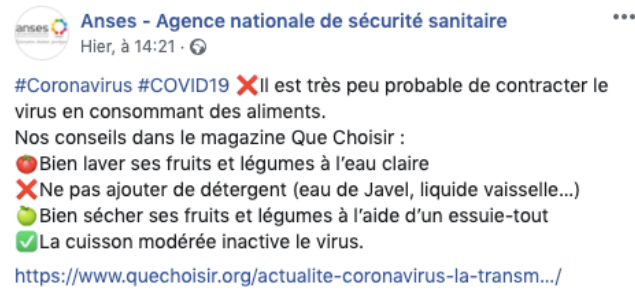 anses
Anses - Agence nationale de sécurité sanitaire
Hier, à 14:21 ·
#Coronavirus #COVID19 ❌Il est très peu probable de contracter le
virus en consommant des aliments.
Nos conseils dans le magazine Que Choisir :
🍅Bien laver ses fruits et légumes à l’eau claire
❌Ne pas ajouter de détergent (eau de Javel, liquide vaisselle...)
🍏Bien sécher ses fruits et légumes à l’aide d’un essuie-tout
✅La cuisson modérée inactive le virus.
https://www.quechoisir.org/actualite-coronavirus-la-transm.../